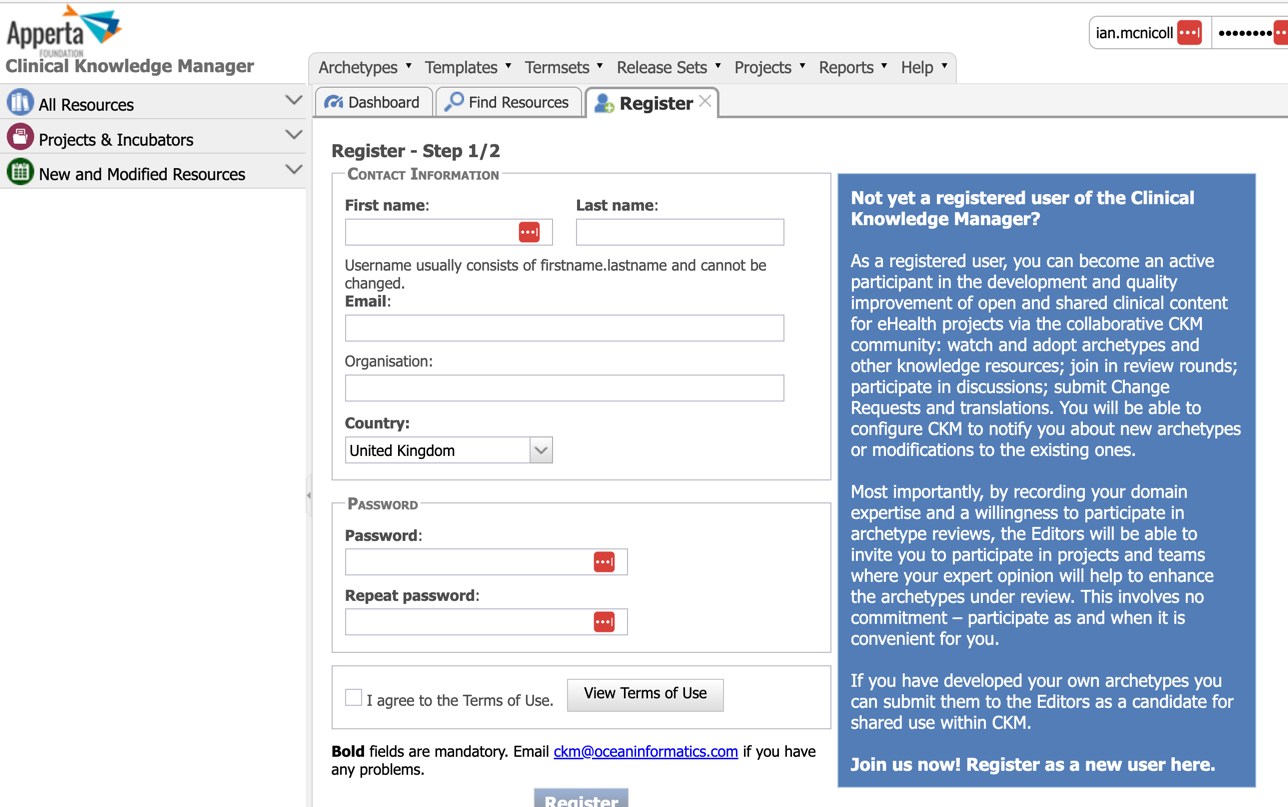 Apperta
FOUNDATION
Clinical Knowledge Manager
ian.mcnicoll
Archetypes Templates Termsets Release Sets Projects Reports Help
All Resources
Projects & Incubators
New and Modified Resources
Dashboard Find Resources Register
Register - Step 1/2
Contact Information
First name: Last name:
Username usually consists of firstname.lastname and cannot be
changed.
Email:
Organisation:
Country:
United Kingdom
Password
Password:
Repeat password:
I agree to the Terms of Use. View Terms of Use
Bold fields are mandatory. Email ckm@oceaninformatics.com if you have
any problems.
Register
Not yet a registered user of the Clinical
Knowledge Manager?
As a registered user, you can become an active
participant in the development and quality
improvement of open and shared clinical content
for eHealth projects via the collaborative CKM
community: watch and adopt archetypes and
other knowledge resources; join in review rounds;
participate in discussions; submit Change
Requests and translations. You will be able to
configure CKM to notify you about new archetypes
or modifications to the existing ones.
Most importantly, by recording your domain
expertise and a willingness to participate in
archetype reviews, the Editors will be able to
invite you to participate in projects and teams
where your expert opinion will help to enhance
the archetypes under review. This involves no
commitment – participate as and when it is
convenient for you.
If you have developed your own archetypes you
can submit them to the Editors as a candidate for
shared use within CKM.
Join us now! Register as a new user here.